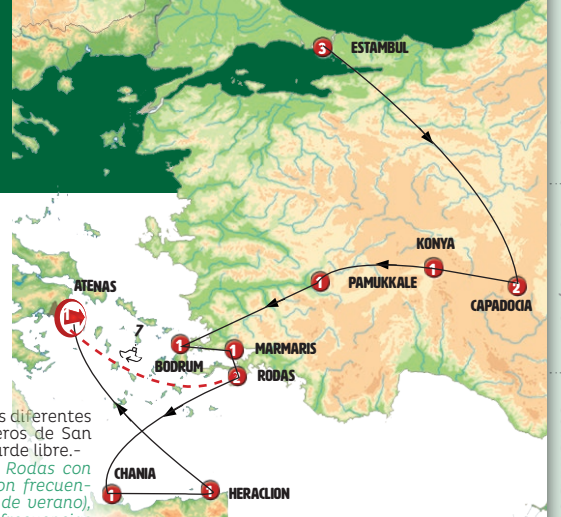 3 ESTAMBUL
KONYA
1
1 PAMUKKALE
2
CAPADOCIA
ATENAS
1
7
1 BODRUM
1 MARMARIS
RODAS
s diferentes
eros de San
arde libre.-
Rodas con
on frecuen-
de verano),
CHANIA
1
HERACLION